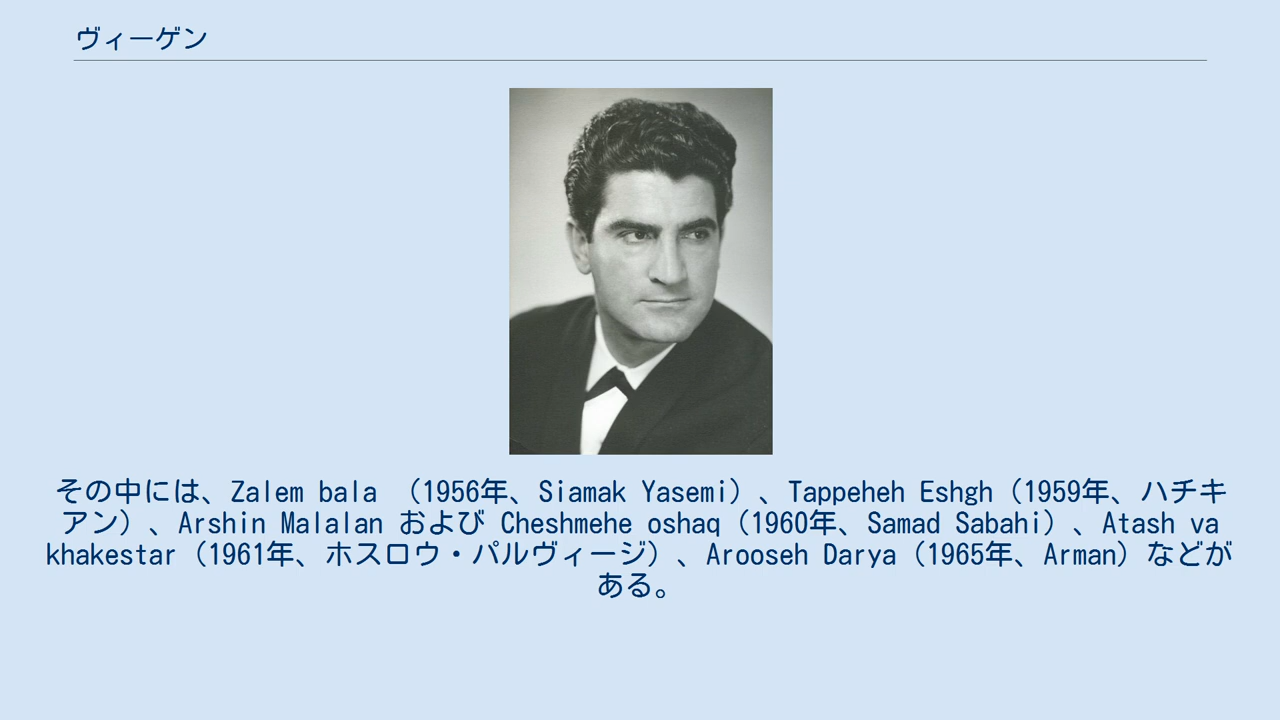 ヴィーゲン
その中には、Zalem bala （1956年、Siamak Yasemi）、Tappeheh Eshgh（1959年、ハチキ
アン）、Arshin Malalan および Cheshmehe oshaq（1960年、Samad Sabahi）、Atash va
khakestar（1961年、ホスロウ・パルヴィージ）、Arooseh Darya（1965年、Arman）などが
ある。